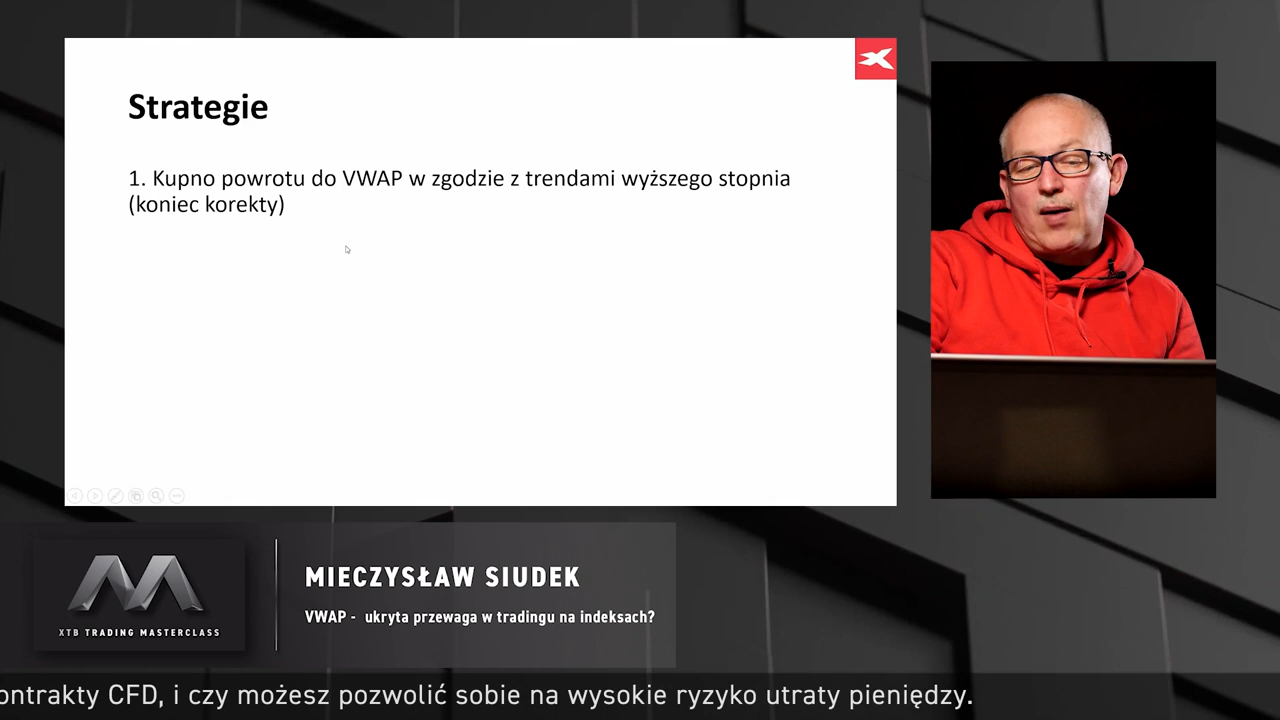 Strategie
1. Kupno powrotu do VWAP w zgodzie z trendami wyższego stopnia
(koniec korekty)
XTB TRADING MASTERCLASS
MIECZYSŁAW SIUDEK
VWAP - ukryta przewaga w tradingu na indeksach?
ontrakty CFD, i czy możesz pozwolić sobie na wysokie ryzyko utraty pieniędzy.